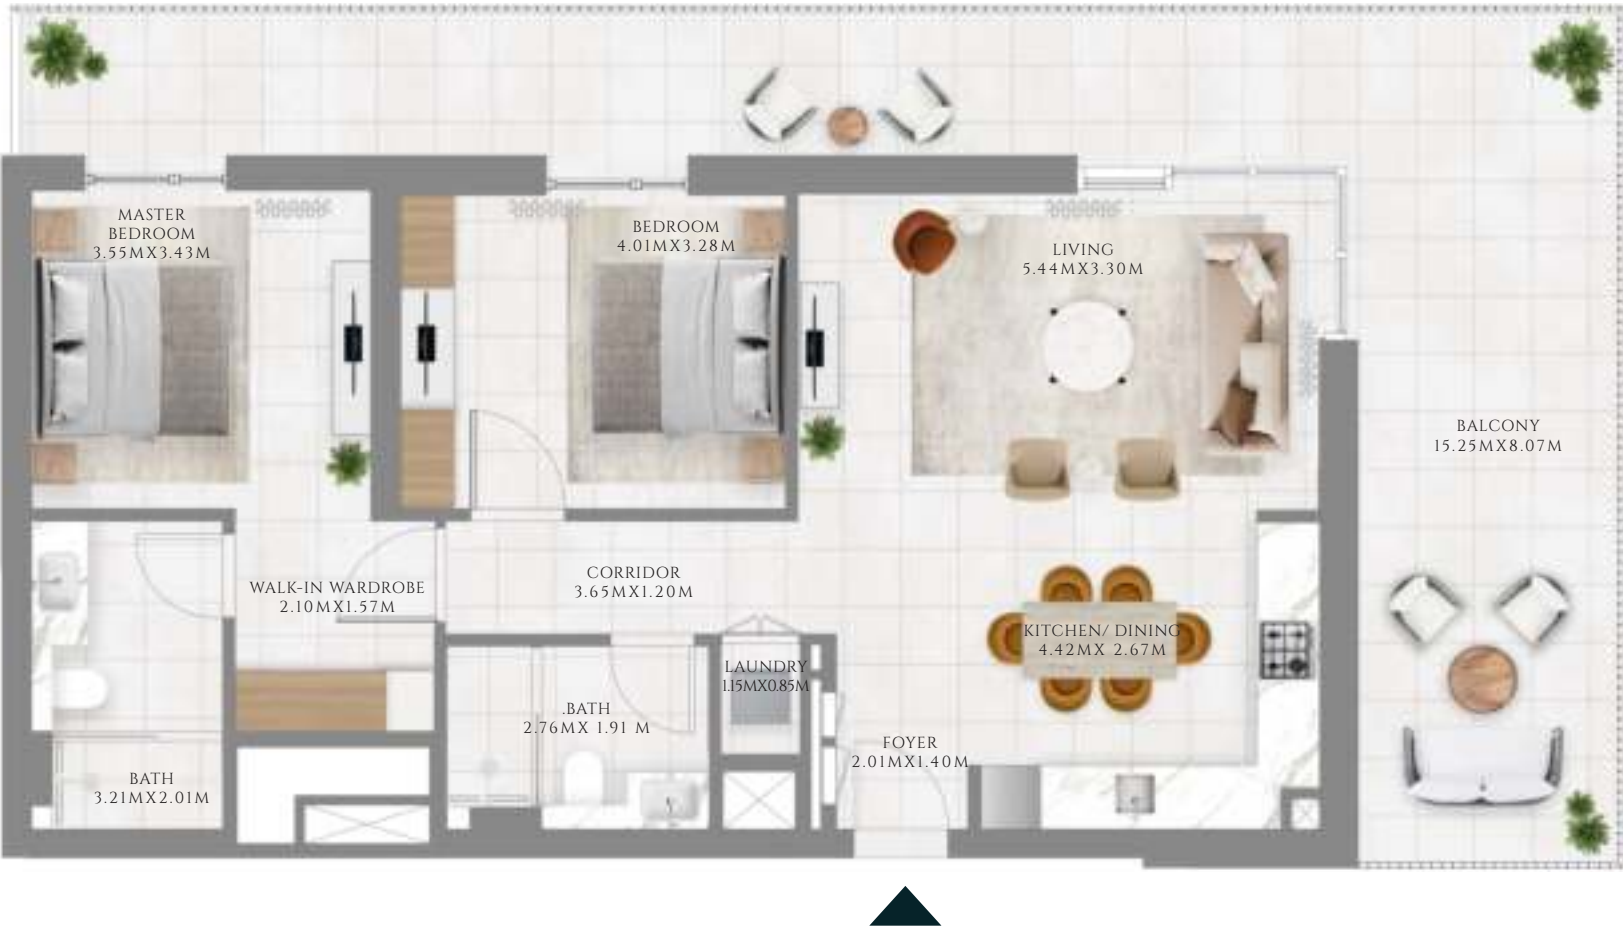 MASTER
BEDROOM
3.55MX3.43M
BEDROOM
4.01MX3.28M
LIVING
5.44MX3.30M
BALCONY
15.25MX8.07M
WALK-IN WARDROBE
2.10MX1.57M
CORRIDOR
3.65MX1.20M
KITCHEN/ DINING
4.42MX 2.67M
LAUNDRY
1.15MX0.85M
.BATH
2.76MX 1.91 M
FOYER
2.01MX1.40M
BATH
3.21MX2.01M